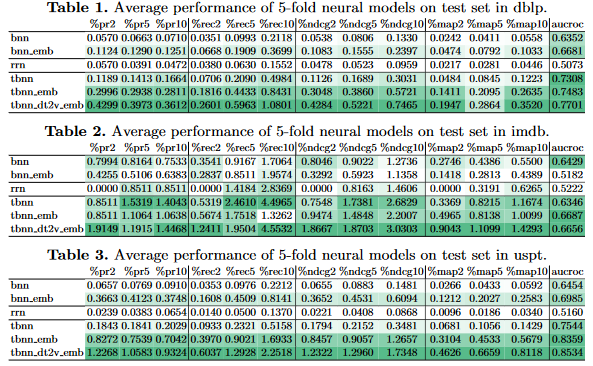 Table 1. Average performance of 5-fold neural models on test set in dblp.
%pr2 %pr5 %pr10 %rec2 %rec5 %rec10 %ndcg2 %ndcg5 %ndcg10 %map2 %map5 %map10 aucroc
bnn 0.0570 0.0663 0.0710 0.0351 0.0993 0.2118 0.0538 0.0806 0.1330 0.0242 0.0411 0.0558 0.6352
bnn_emb 0.1124 0.1290 0.1251 0.0668 0.1909 0.3699 0.1083 0.1555 0.2397 0.0474 0.0792 0.1033 0.6681
rrn 0.0570 0.0391 0.0472 0.0380 0.0630 0.1552 0.0478 0.0523 0.0959 0.0217 0.0281 0.0446 0.5073
tbnn 0.1189 0.1413 0.1664 0.0706 0.2090 0.4984 0.1126 0.1689 0.3031 0.0484 0.0845 0.1223 0.7308
tbnn_emb 0.2996 0.2938 0.2811 0.1816 0.4433 0.8431 0.3048 0.3860 0.5721 0.1411 0.2095 0.2635 0.7483
tbnn_dt2v_emb 0.4299 0.3973 0.3612 0.2601 0.5963 1.0801 0.4284 0.5221 0.7465 0.1947 0.2864 0.3520 0.7701
Table 2. Average performance of 5-fold neural models on test set in imdb.
%pr2 %pr5 %pr10 %rec2 %rec5 %rec10 %ndcg2 %ndcg5 %ndcg10 %map2 %map5 %map10 aucroc
bnn 0.7994 0.8164 0.7533 0.3541 0.9167 1.7064 0.8046 0.9022 1.2736 0.2746 0.4386 0.5500 0.6429
bnn_emb 0.4255 0.5106 0.6383 0.2837 0.8511 1.9574 0.3292 0.5923 1.1358 0.1418 0.2813 0.4389 0.5182
rrn 0.0000 0.8511 0.8511 0.0000 1.4184 2.8369 0.0000 0.8163 1.4606 0.0000 0.3191 0.6265 0.5222
tbnn 0.8511 1.5319 1.4043 0.5319 2.4610 4.4965 0.7548 1.7381 2.6829 0.3369 0.8215 1.1674 0.6346
tbnn_emb 0.8511 1.1064 1.0638 0.5674 1.7518 1.3262 0.9474 1.4848 2.2007 0.4965 0.8138 1.0099 0.6687
tbnn_dt2v_emb 1.9149 1.1915 1.4468 1.2411 1.9504 4.5532 1.8667 1.8703 3.0303 0.9043 1.1099 1.4293 0.6656
Table 3. Average performance of 5-fold neural models on test set in uspt.
%pr2 %pr5 %pr10 %rec2 %rec5 %rec10 %ndcg2 %ndcg5 %ndcg10 %map2 %map5 %map10 aucroc
bnn 0.0657 0.0769 0.0910 0.0353 0.0976 0.2212 0.0655 0.0883 0.1481 0.0266 0.0433 0.0592 0.6454
bnn_emb 0.3663 0.4123 0.3748 0.1608 0.4509 0.8141 0.3652 0.4531 0.6094 0.1212 0.2027 0.2583 0.6985
rrn 0.0239 0.0383 0.0654 0.0140 0.0500 0.1370 0.0221 0.0408 0.0868 0.0096 0.0186 0.0340 0.5160
tbnn 0.1843 0.1841 0.2029 0.0933 0.2321 0.5158 0.1794 0.2152 0.3481 0.0681 0.1056 0.1429 0.7544
tbnn_emb 0.8272 0.7539 0.7042 0.3970 0.9021 1.6933 0.8457 0.9057 1.2657 0.3104 0.4533 0.5679 0.8359
tbnn_dt2v_emb 1.2268 1.0583 0.9324 0.6037 1.2928 2.2518 1.2322 1.2960 1.7348 0.4626 0.6659 0.8118 0.8534